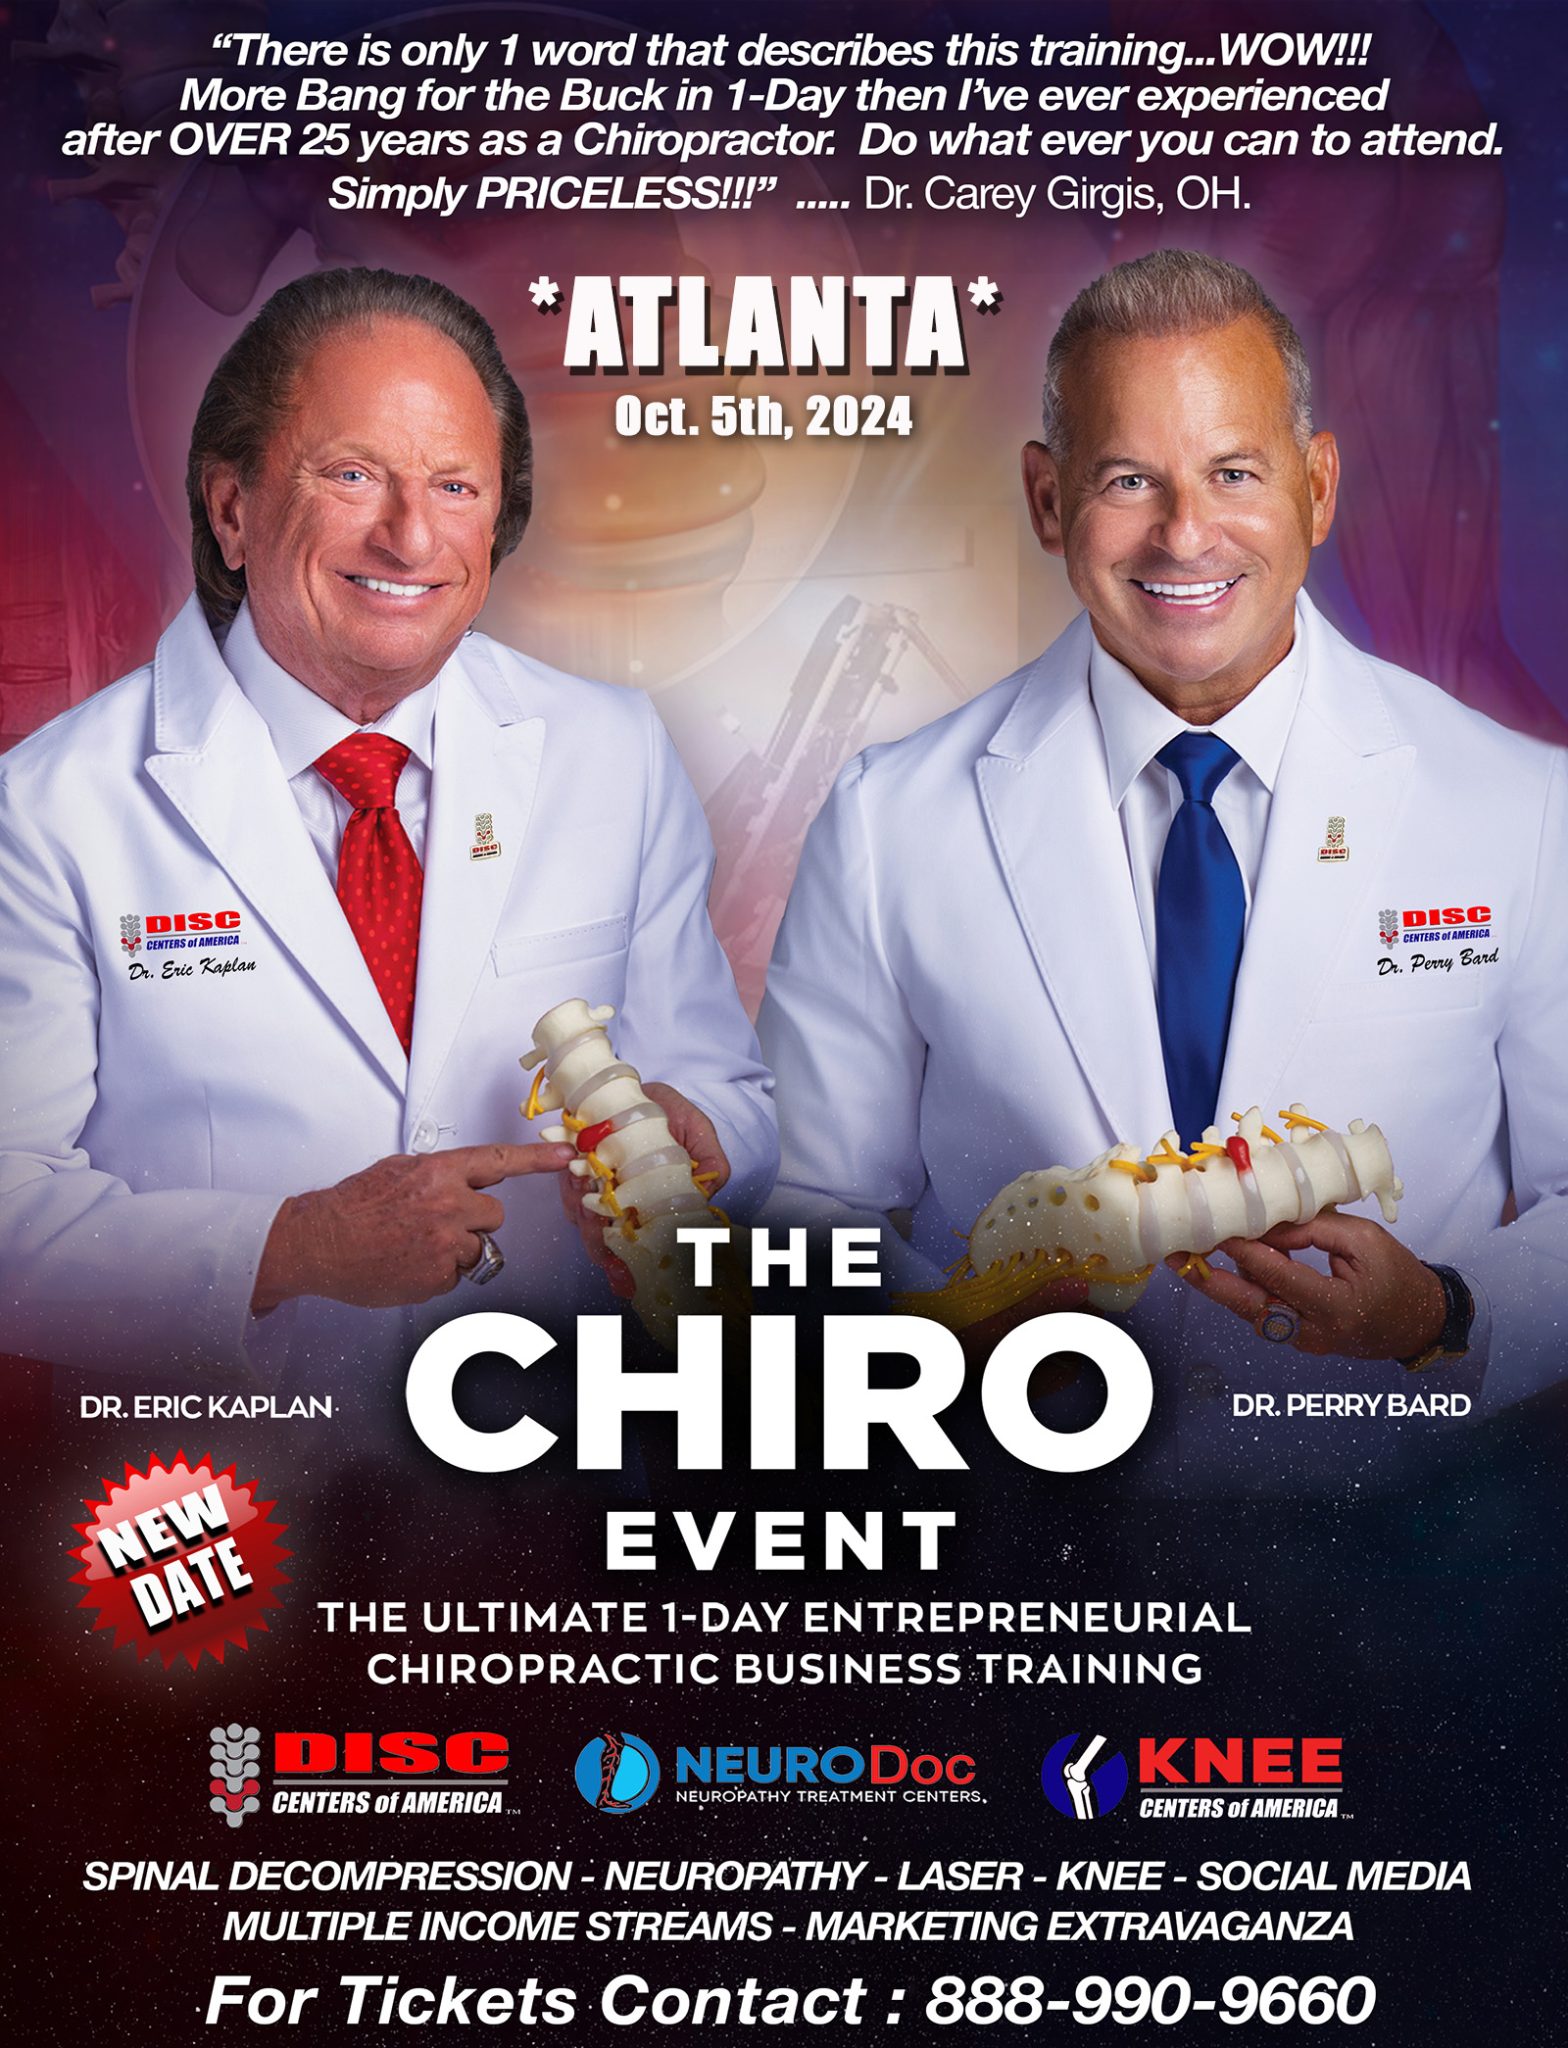 “There is only 1 word that describes this training...WOW!!!
More Bang for the Buck in 1-Day then I’ve ever experienced
after OVER 25 years as a Chiropractor. Do what ever you can to attend.
Simply PRICELESS!!!” ..... Dr. Carey Girgis, OH.
*ATLANTA*
Oct. 5th, 2024
DISC
DISC
DISC
CENTERS of AMERICA
Dr. Eric Kaplan
DISC
CENTERS of AMERICA
Dr. Perry Bard
THE
CHIRO
EVENT
DR. ERIC KAPLAN
DR. PERRY BARD
NEW
DATE
THE ULTIMATE 1-DAY ENTREPRENEURIAL
CHIROPRACTIC BUSINESS TRAINING
DISC
CENTERS of AMERICA™
NEURODoc
NEUROPATHY TREATMENT CENTERS
KNEE
CENTERS of AMERICA™
SPINAL DECOMPRESSION - NEUROPATHY - LASER - KNEE - SOCIAL MEDIA
MULTIPLE INCOME STREAMS - MARKETING EXTRAVAGANZA
For Tickets Contact : 888-990-9660